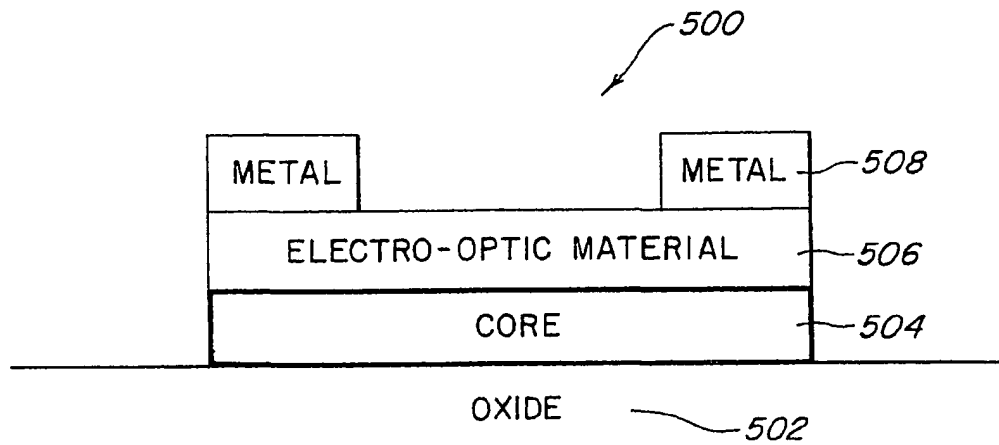 500
METAL METAL 508
ELECTRO-OPTIC MATERIAL 506
CORE 504
OXIDE 502